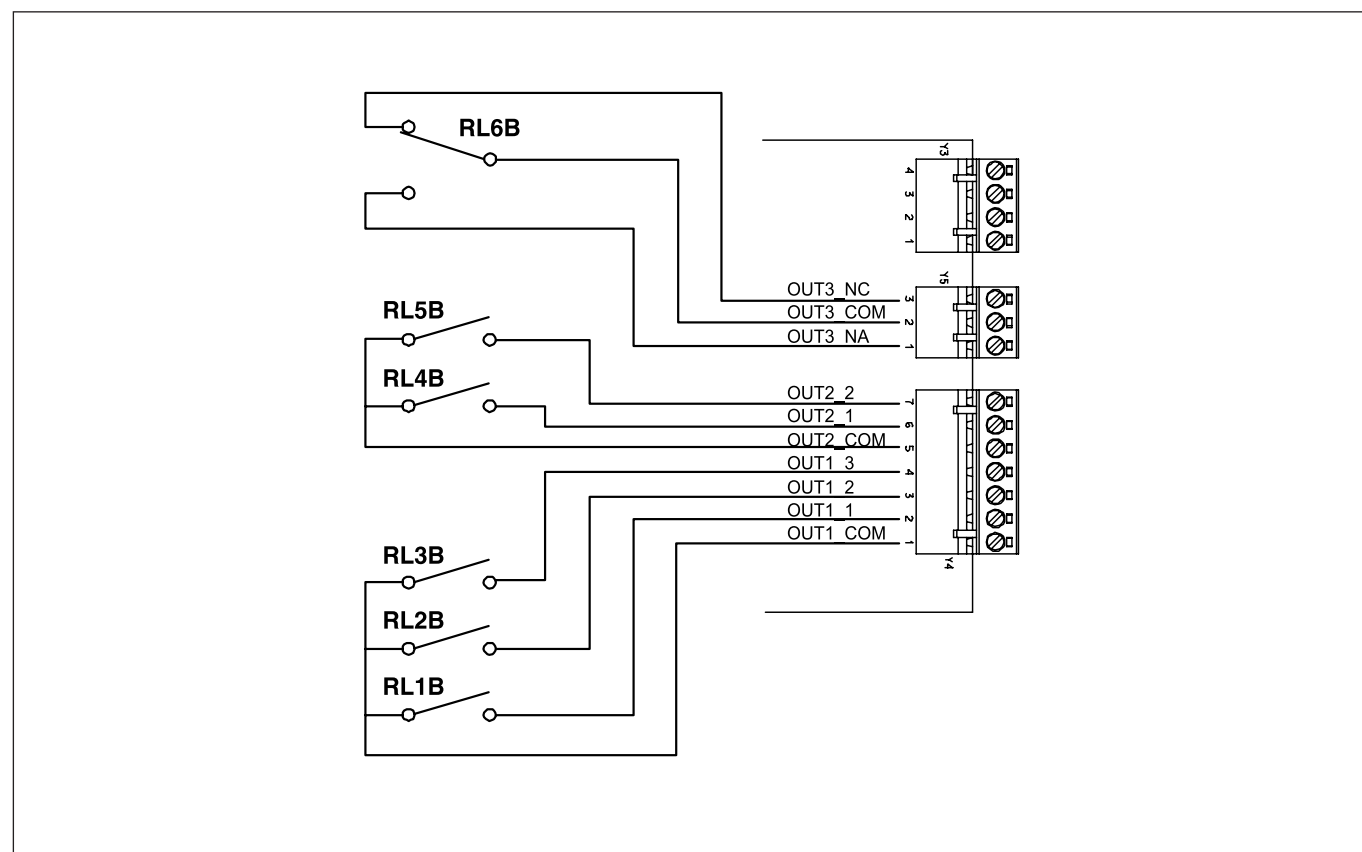 RL6B
Y3
4
3
2
1
Y5
OUT3_NC
3
OUT3_COM
2
OUT3_NA
1
RL5B
RL4B
OUT2_2
7
OUT2_1
6
OUT2_COM
5
OUT1_3
4
OUT1_2
3
OUT1_1
2
OUT1_COM
1
Y4
RL3B
RL2B
RL1B